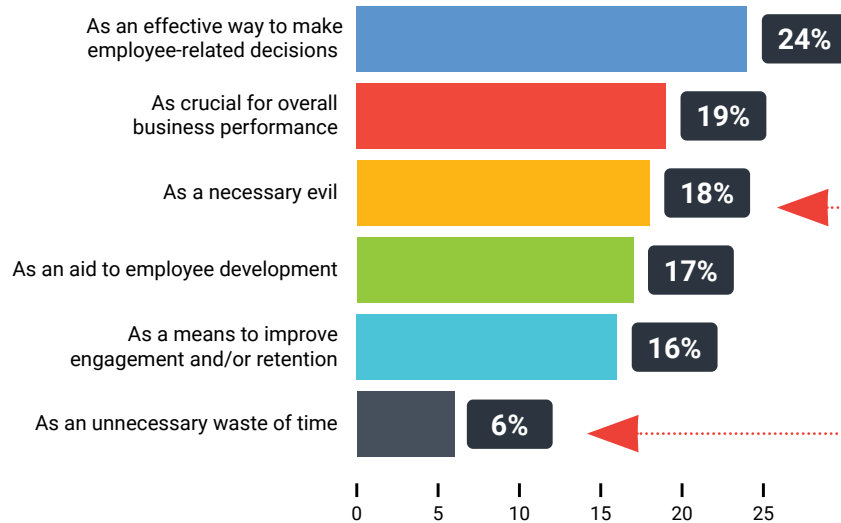 As an effective way to make
employee-related decisions
24%
As crucial for overall
business performance
19%
As a necessary evil
18%
As an aid to employee development
17%
As a means to improve
engagement and/or retention
16%
As an unnecessary waste of time
6%
0 5 10 15 20 25